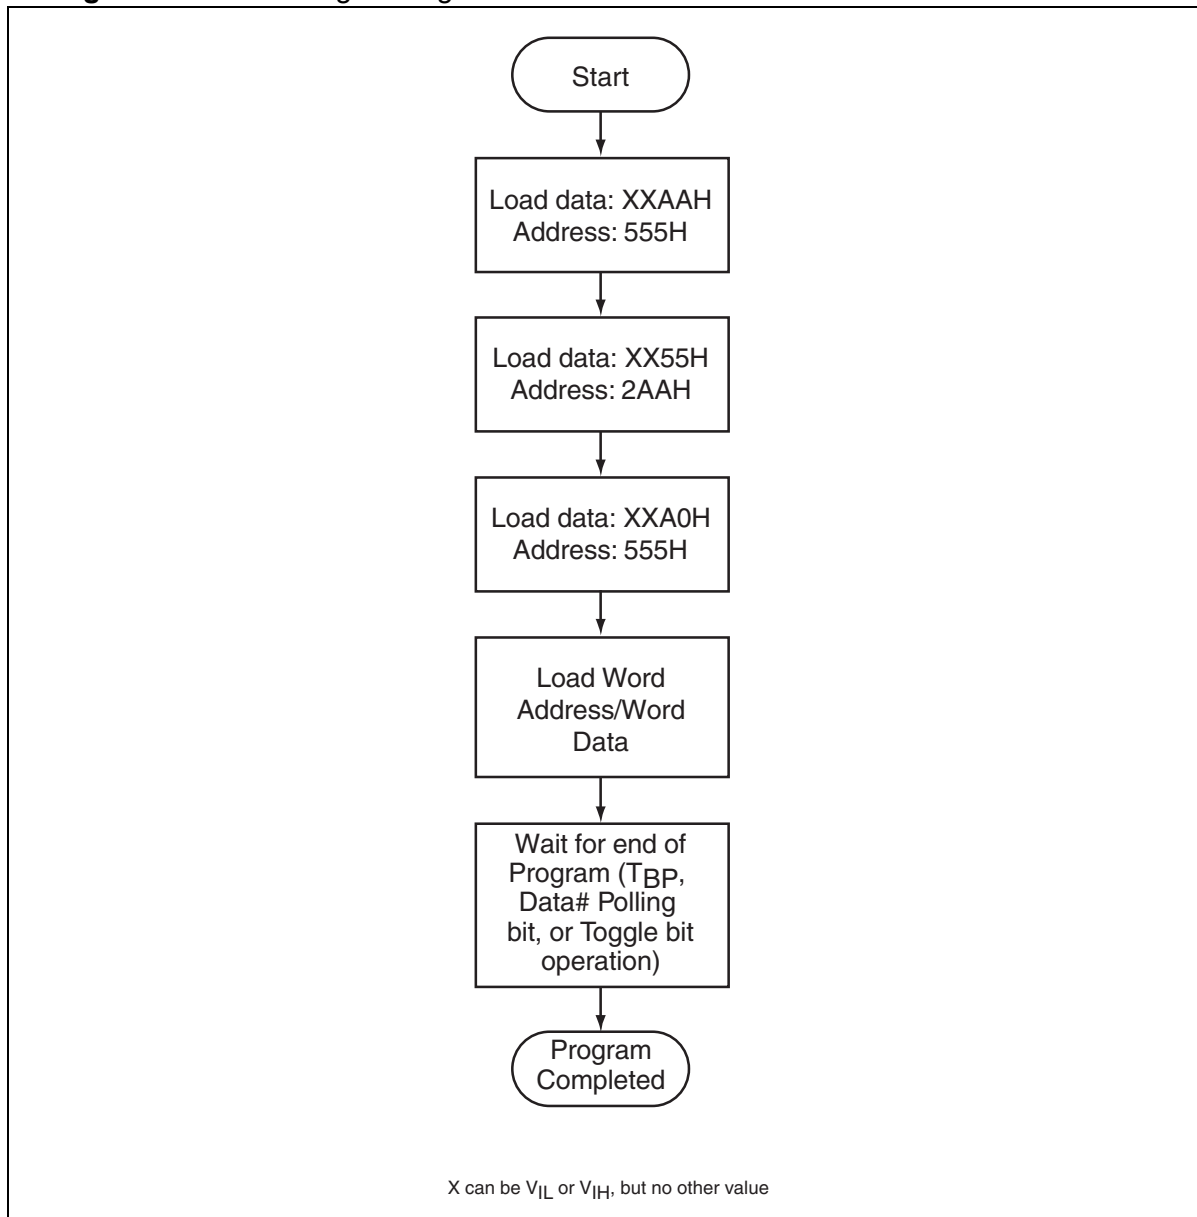 Start
Load data: XXAAH
Address: 555H
Load data: XX55H
Address: 2AAH
Load data: XXA0H
Address: 555H
Load Word
Address/Word
Data
Wait for end of
Program (TBP,
Data# Polling
bit, or Toggle bit
operation)
Program
Completed
X can be VIL or VIH, but no other value